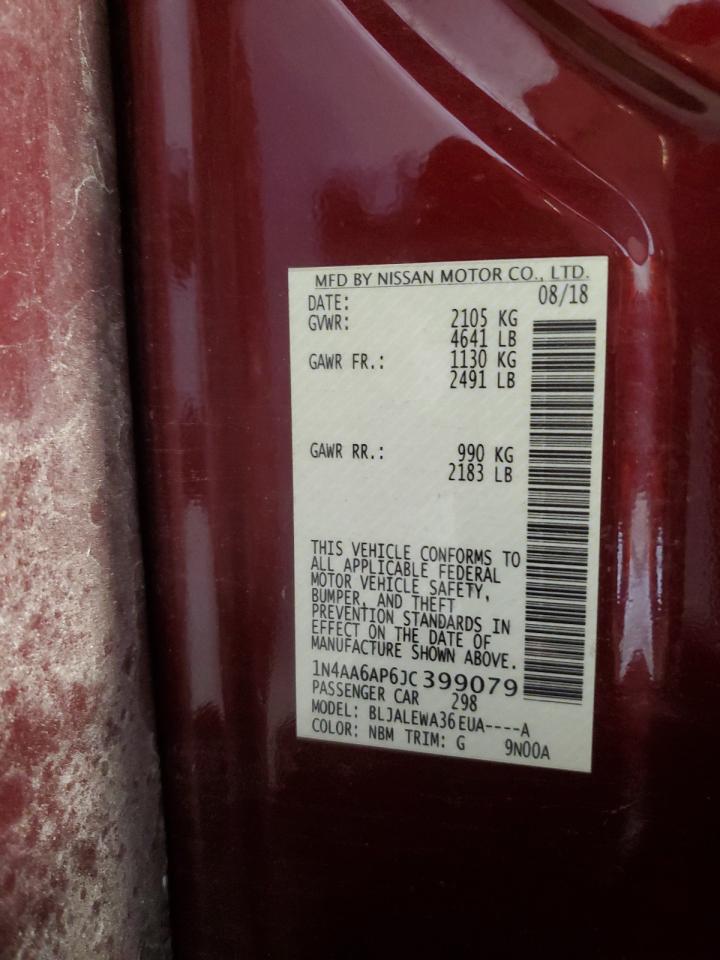 MFD BY NISSAN MOTOR CO., LTD.
DATE: 08/18
GVWR: 2105 KG
4641 LB
GAWR FR.: 1130 KG
2491 LB
GAWR RR.: 990 KG
2183 LB
THIS VEHICLE CONFORMS TO
ALL APPLICABLE FEDERAL
MOTOR VEHICLE SAFETY,
BUMPER, AND THEFT
PREVENTION STANDARDS IN
EFFECT ON THE DATE OF
MANUFACTURE SHOWN ABOVE.
1N4AA6AP6JC399079
PASSENGER CAR 298
MODEL: BLJALEWA36EUA----A
COLOR: NBM TRIM: G 9N00A